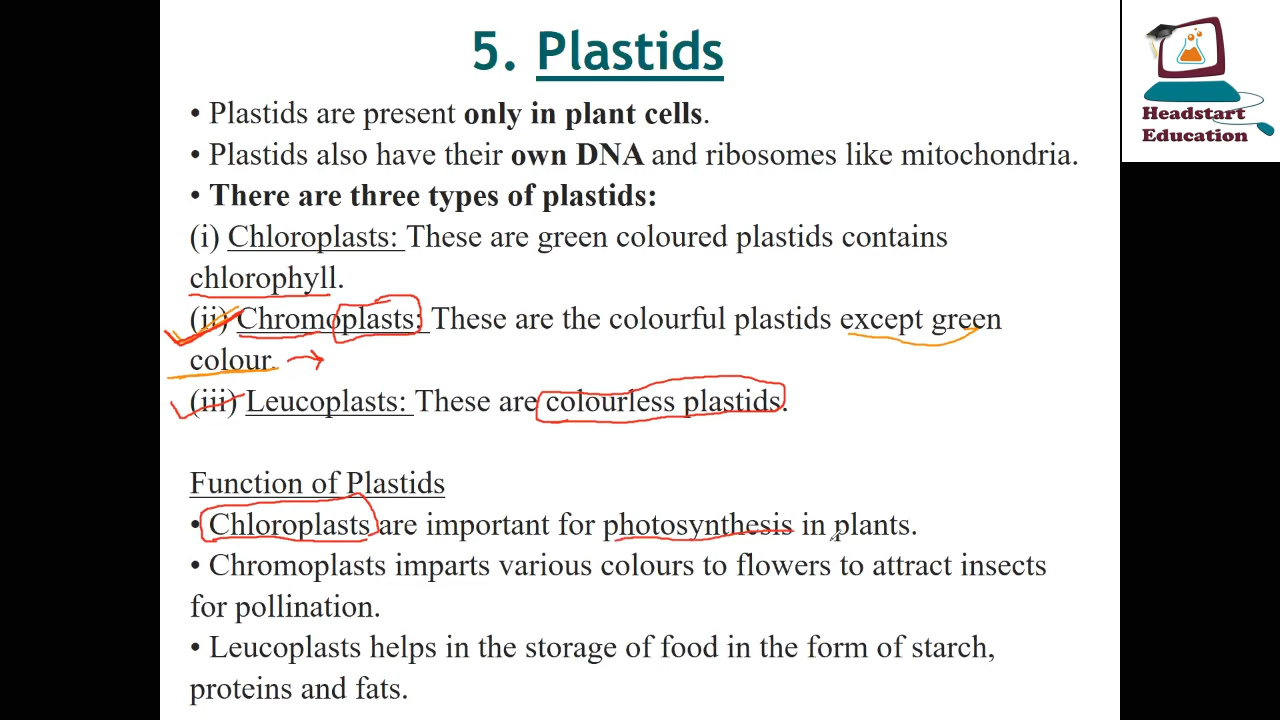 5. Plastids
Headstart
Education
• Plastids are present only in plant cells.
• Plastids also have their own DNA and ribosomes like mitochondria.
• There are three types of plastids:
(i) Chloroplasts: These are green coloured plastids contains
chlorophyll.
(ii) Chromoplasts: These are the colourful plastids except green
colour.
(iii) Leucoplasts: These are colourless plastids.
Function of Plastids
• Chloroplasts are important for photosynthesis in plants.
• Chromoplasts imparts various colours to flowers to attract insects
for pollination.
• Leucoplasts helps in the storage of food in the form of starch,
proteins and fats.